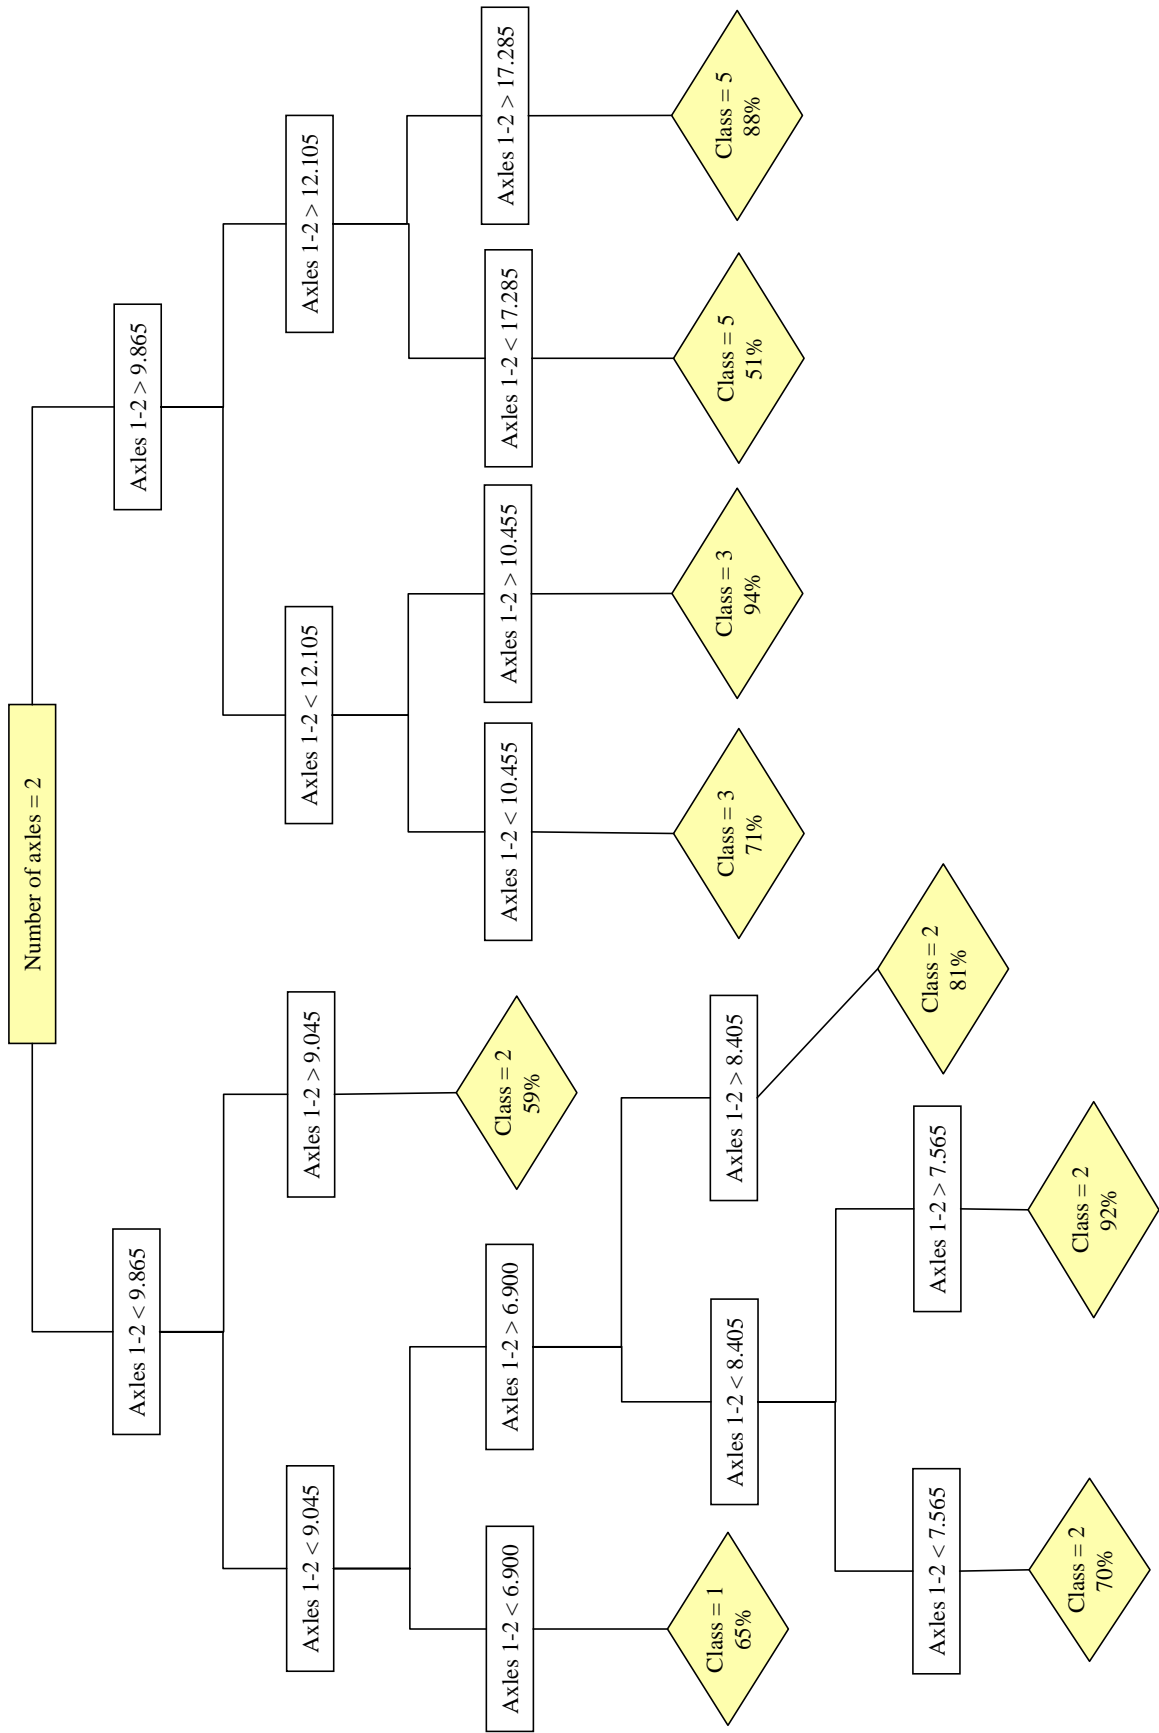 Number of axles = 2
Axles 1-2 < 9.865
Axles 1-2 > 9.865
Axles 1-2 < 9.045
Axles 1-2 > 9.045
Axles 1-2 < 12.105
Axles 1-2 > 12.105
Axles 1-2 < 6.900
Axles 1-2 > 6.900
Class = 2
59%
Axles 1-2 < 10.455
Axles 1-2 > 10.455
Axles 1-2 < 17.285
Axles 1-2 > 17.285
Class = 1
65%
Axles 1-2 < 8.405
Axles 1-2 > 8.405
Class = 3
71%
Class = 3
94%
Class = 5
51%
Class = 5
88%
Axles 1-2 < 7.565
Axles 1-2 > 7.565
Class = 2
81%
Class = 2
70%
Class = 2
92%